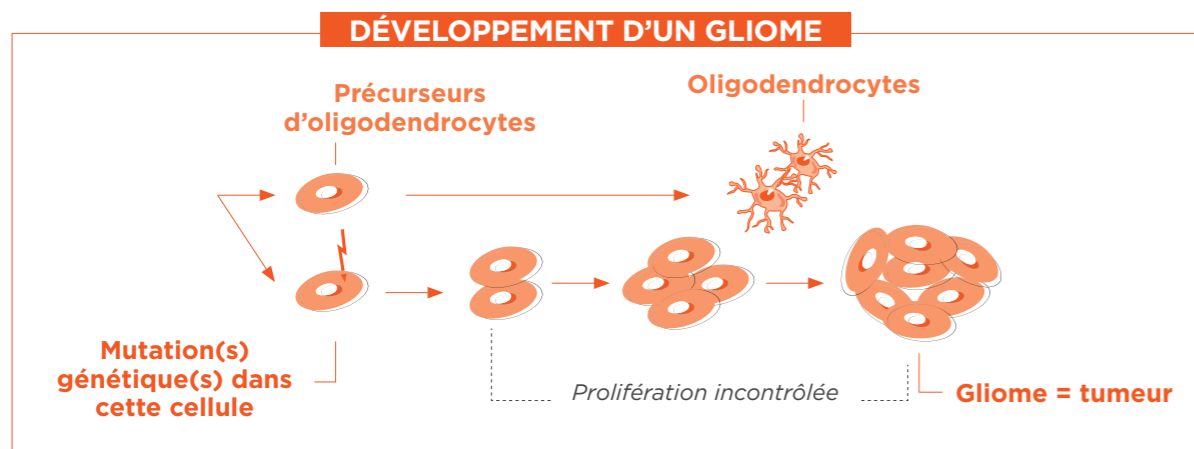 DÉVELOPPEMENT D’UN GLIOME
Précurseurs
d’oligodendrocytes
Oligodendrocytes
Mutation(s)
génétique(s) dans
cette cellule
Prolifération incontrôlée
Gliome = tumeur